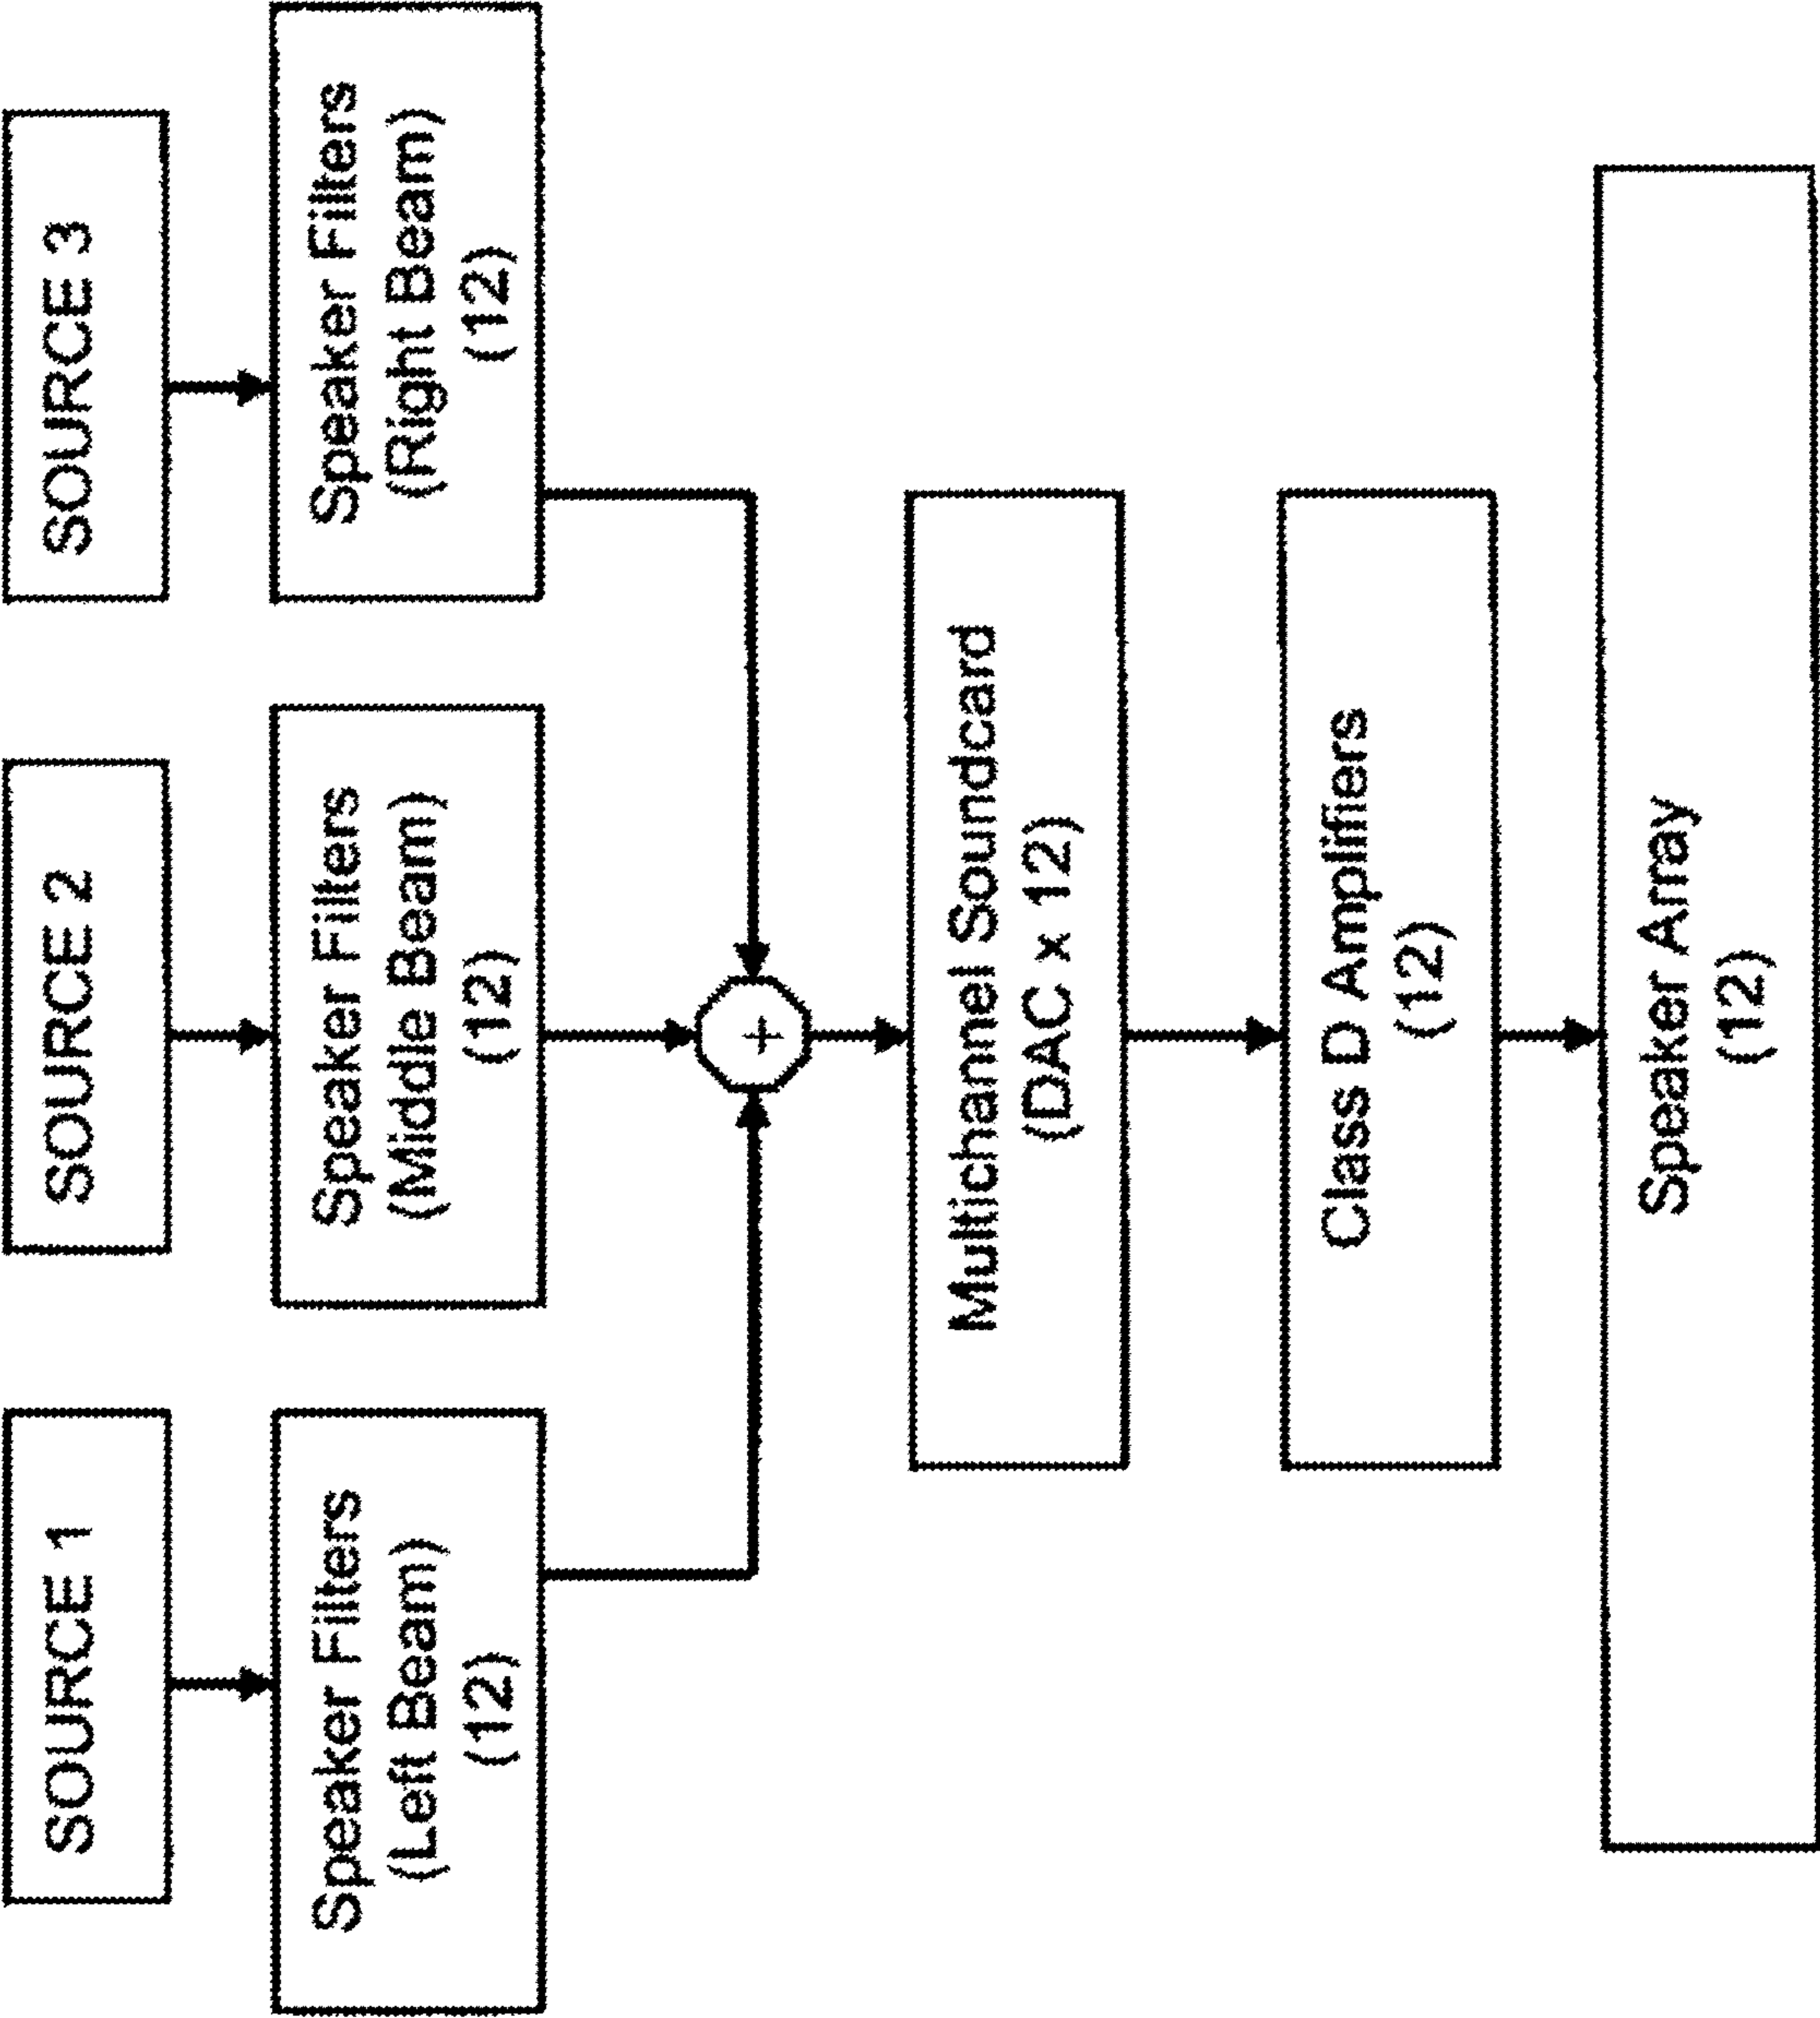 SOURCE 1
SOURCE 2
SOURCE 3
Speaker Filters
(Left Beam)
(12)
Speaker Filters
(Middle Beam)
(12)
Speaker Filters
(Right Beam)
(12)
+
Multichannel Soundcard
(DAC x 12)
Class D Amplifiers
(12)
Speaker Array
(12)